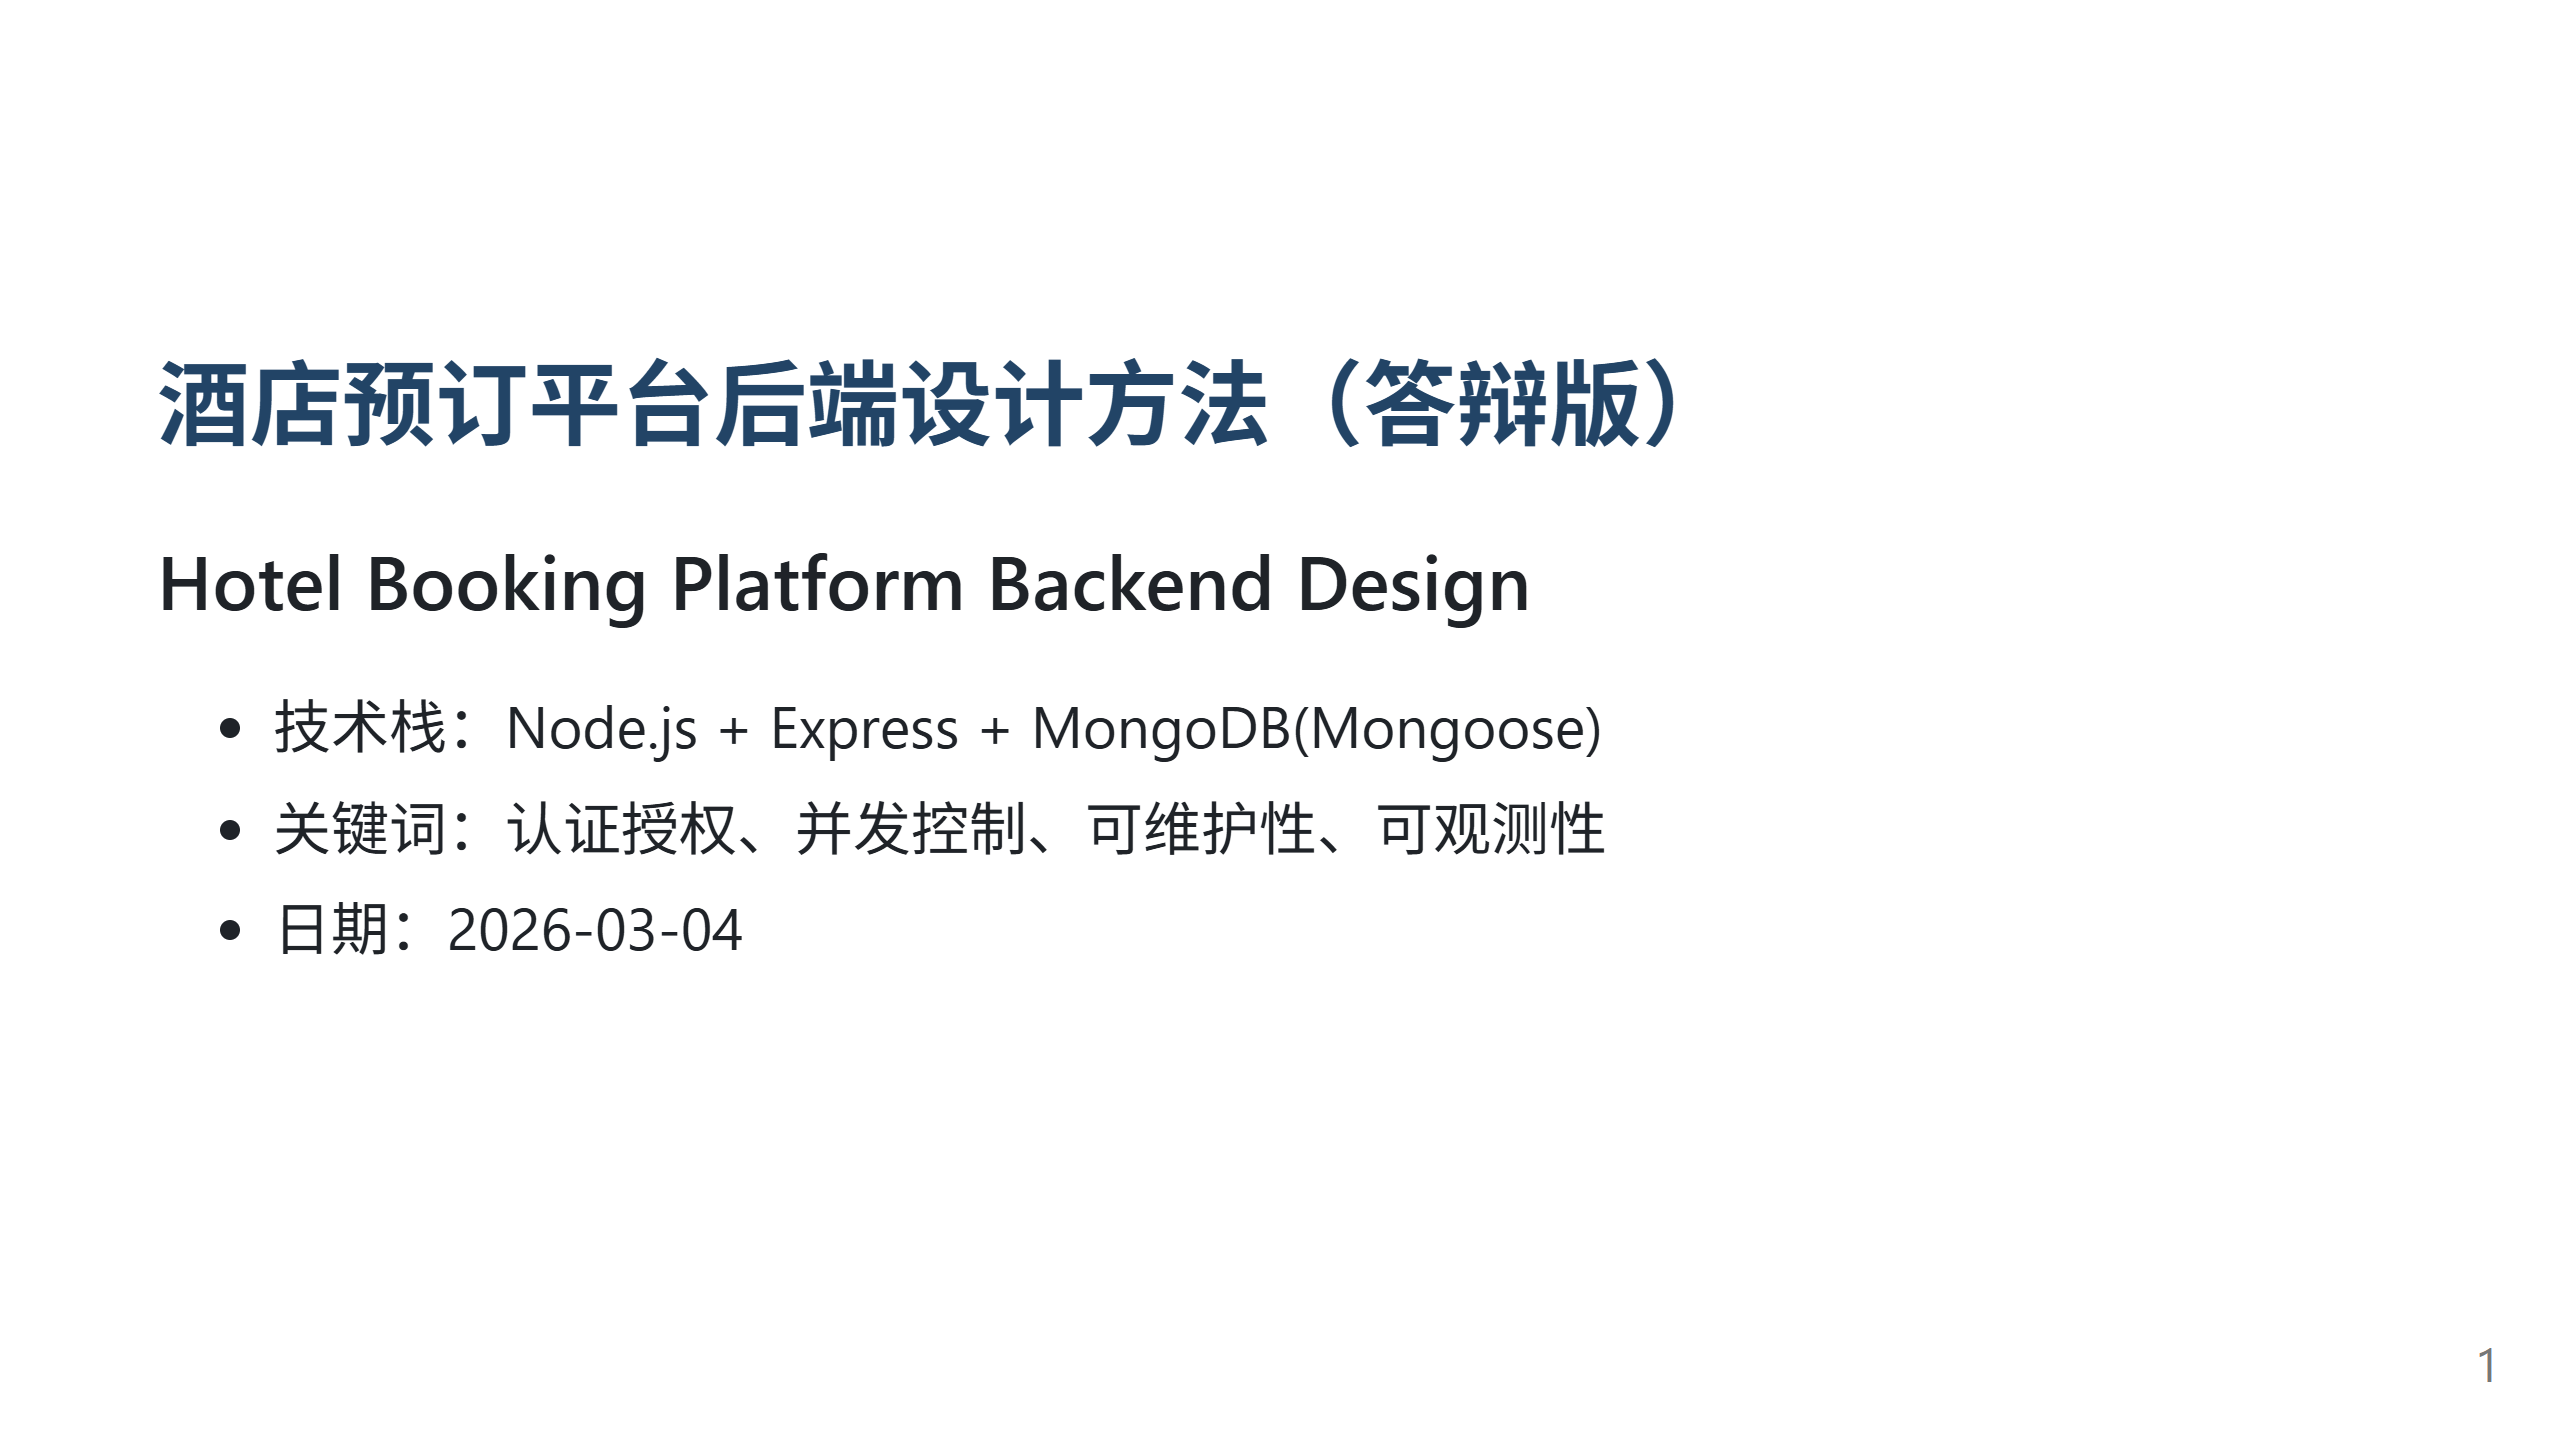 酒店预订平台后端设计方法（答辩版）
Hotel Booking Platform Backend Design
• 技术栈：Node.js + Express + MongoDB(Mongoose)
• 关键词：认证授权、并发控制、可维护性、可观测性
• 日期：2026-03-04
1